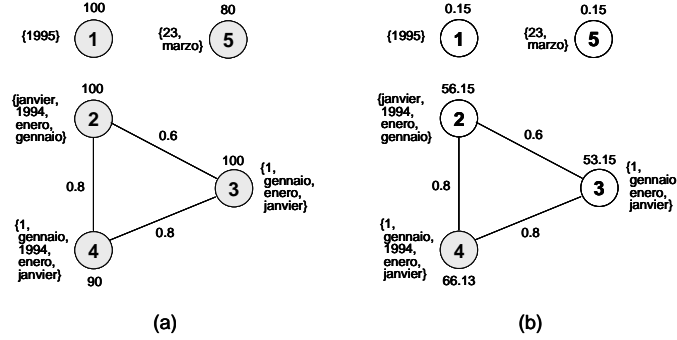 100
{1995}
1
80
{23,
marzo}
5
100
{janvier,
1994,
enero,
gennaio}
2
0.6
0.8
100
3
{1,
gennaio,
enero,
janvier}
0.8
{1,
gennaio,
1994,
enero,
janvier}
4
90
(a)
0.15
{1995}
1
0.15
{23,
marzo}
5
56.15
{janvier,
1994,
enero,
gennaio}
2
0.6
0.8
53.15
3
{1,
gennaio
enero,
janvier}
0.8
{1,
gennaio,
1994,
enero,
janvier}
4
66.13
(b)